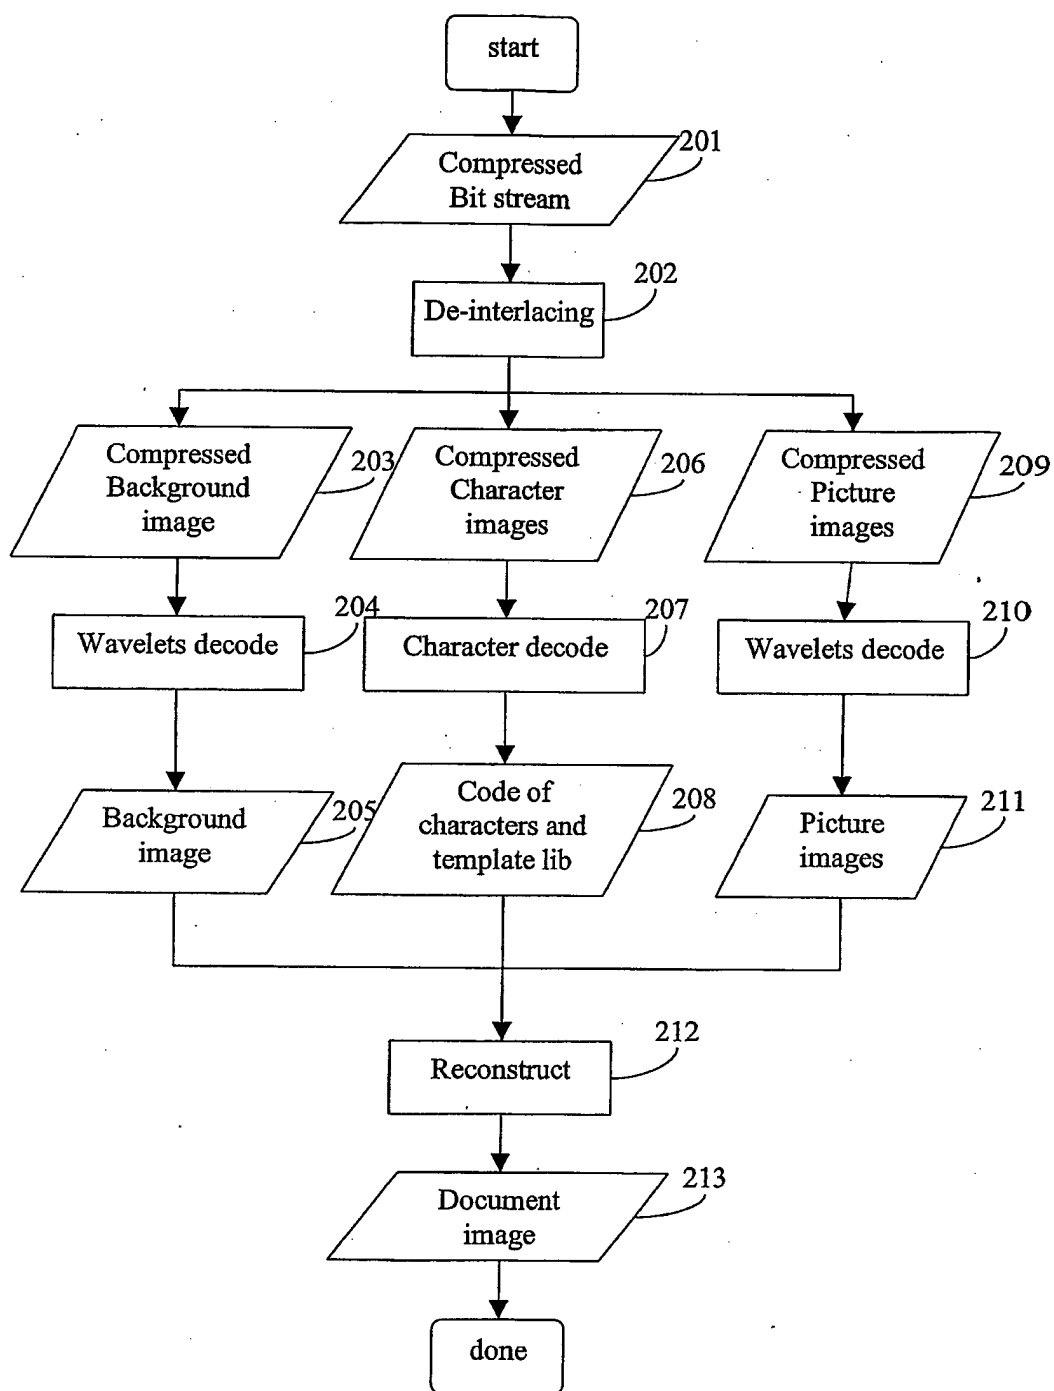 start
201
Compressed
Bit stream
202
De-interlacing
Compressed
Background
image
203
Compressed
Character
images
206
Compressed
Picture
images
209
204
Wavelets decode
207
Character decode
210
Wavelets decode
Background
image
205
Code of
characters and
template lib
208
Picture
images
211
212
Reconstruct
213
Document
image
done